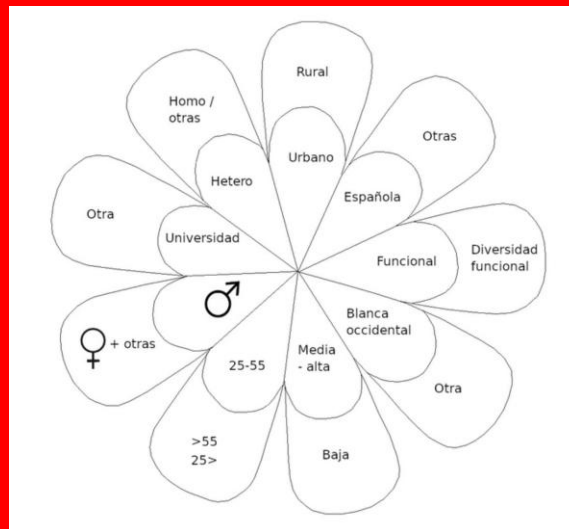 Rural
Homo /
otras
Urbano
Otras
Hetero
Española
Otra
Universidad
Funcional
Diversidad
funcional
♂
Blanca
occidental
♀ + otras
25-55
Media
- alta
Otra
>55
25>
Baja